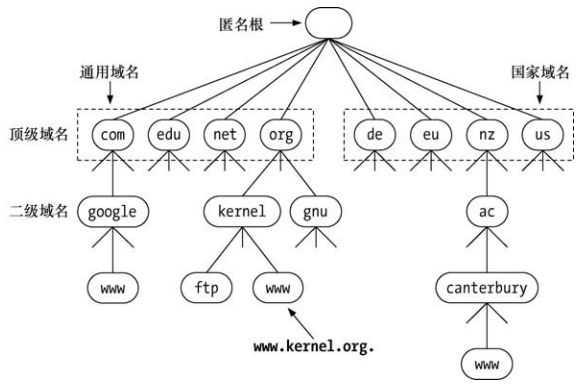 匿名根
通用域名
国家域名
顶级域名
com
edu
net
org
de
eu
nz
us
二级域名
google
kernel
gnu
ac
www
ftp
www
canterbury
www.kernel.org.
www